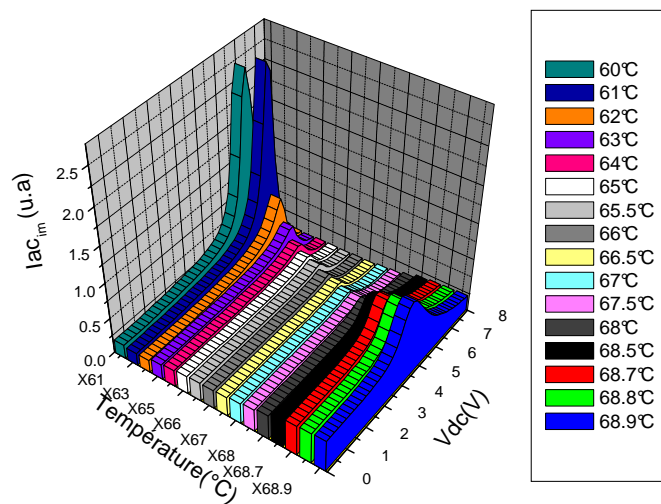 2.5
2.0
1.5
1.0
0.5
0.0
Iac_im (u.a)
X61
X63
X65
X66
X67
X68
X68.7
X68.9
Temperature(°C)
0
1
2
3
4
5
6
7
8
Vdc(V)
60°C
61°C
62°C
63°C
64°C
65°C
65.5°C
66°C
66.5°C
67°C
67.5°C
68°C
68.5°C
68.7°C
68.8°C
68.9°C